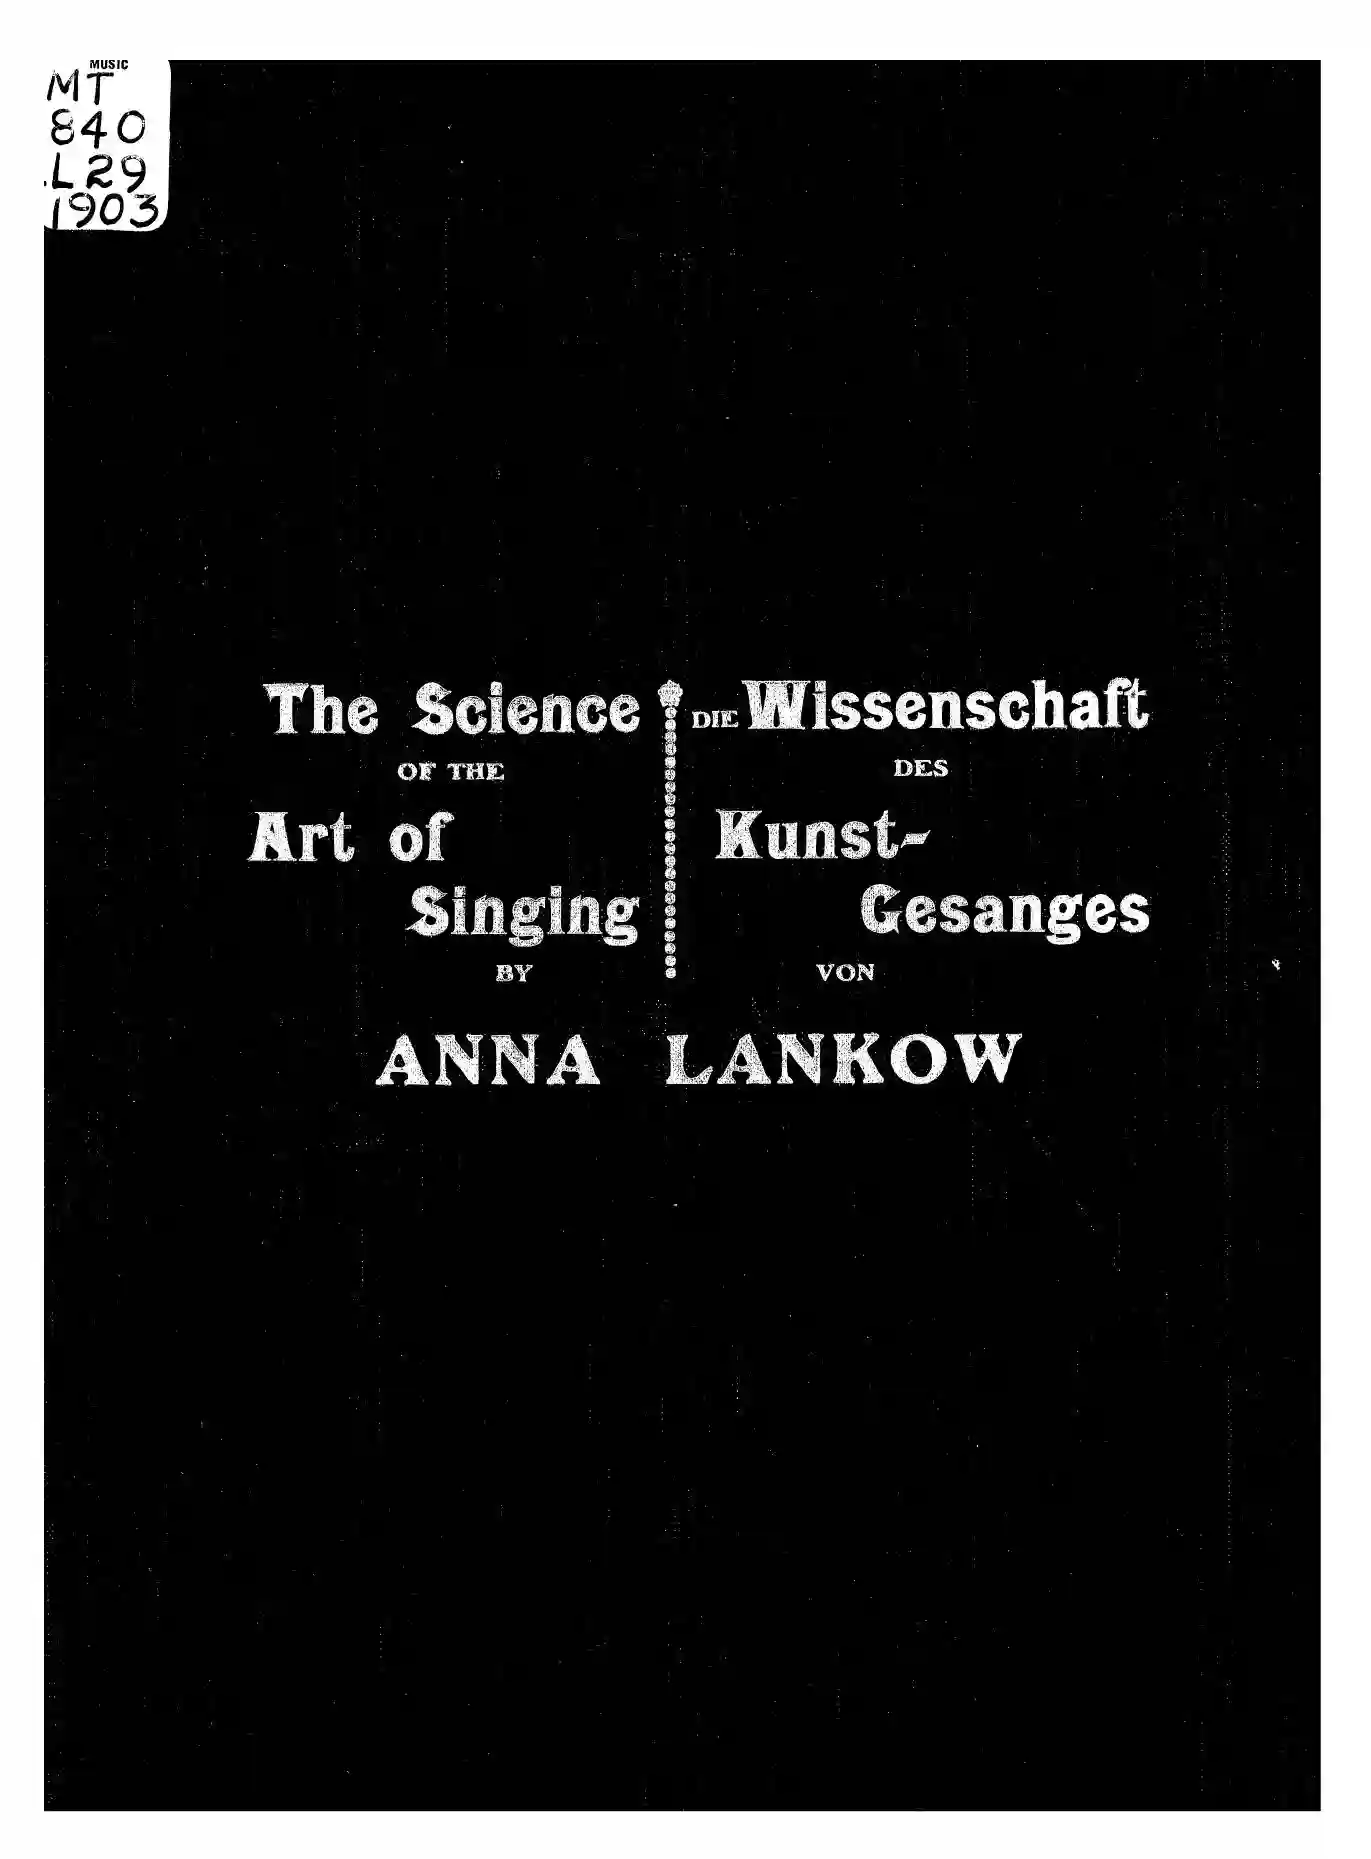 MUSIC
MT
840
.L29
1903
The Science
OF THE
Art of
Singing
BY
DIE Wissenschaft
DES
Kunst-
Gesanges
VON
ANNA LANKOW